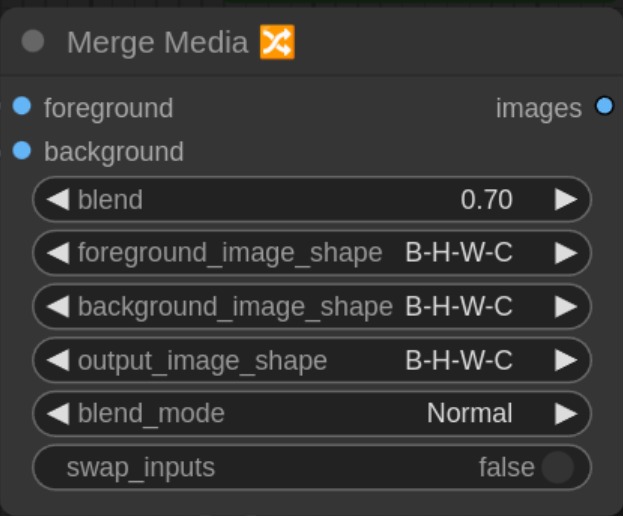 Merge Media 🔀
foreground images
background
blend 0.70
foreground_image_shape B-H-W-C
background_image_shape B-H-W-C
output_image_shape B-H-W-C
blend_mode Normal
swap_inputs false